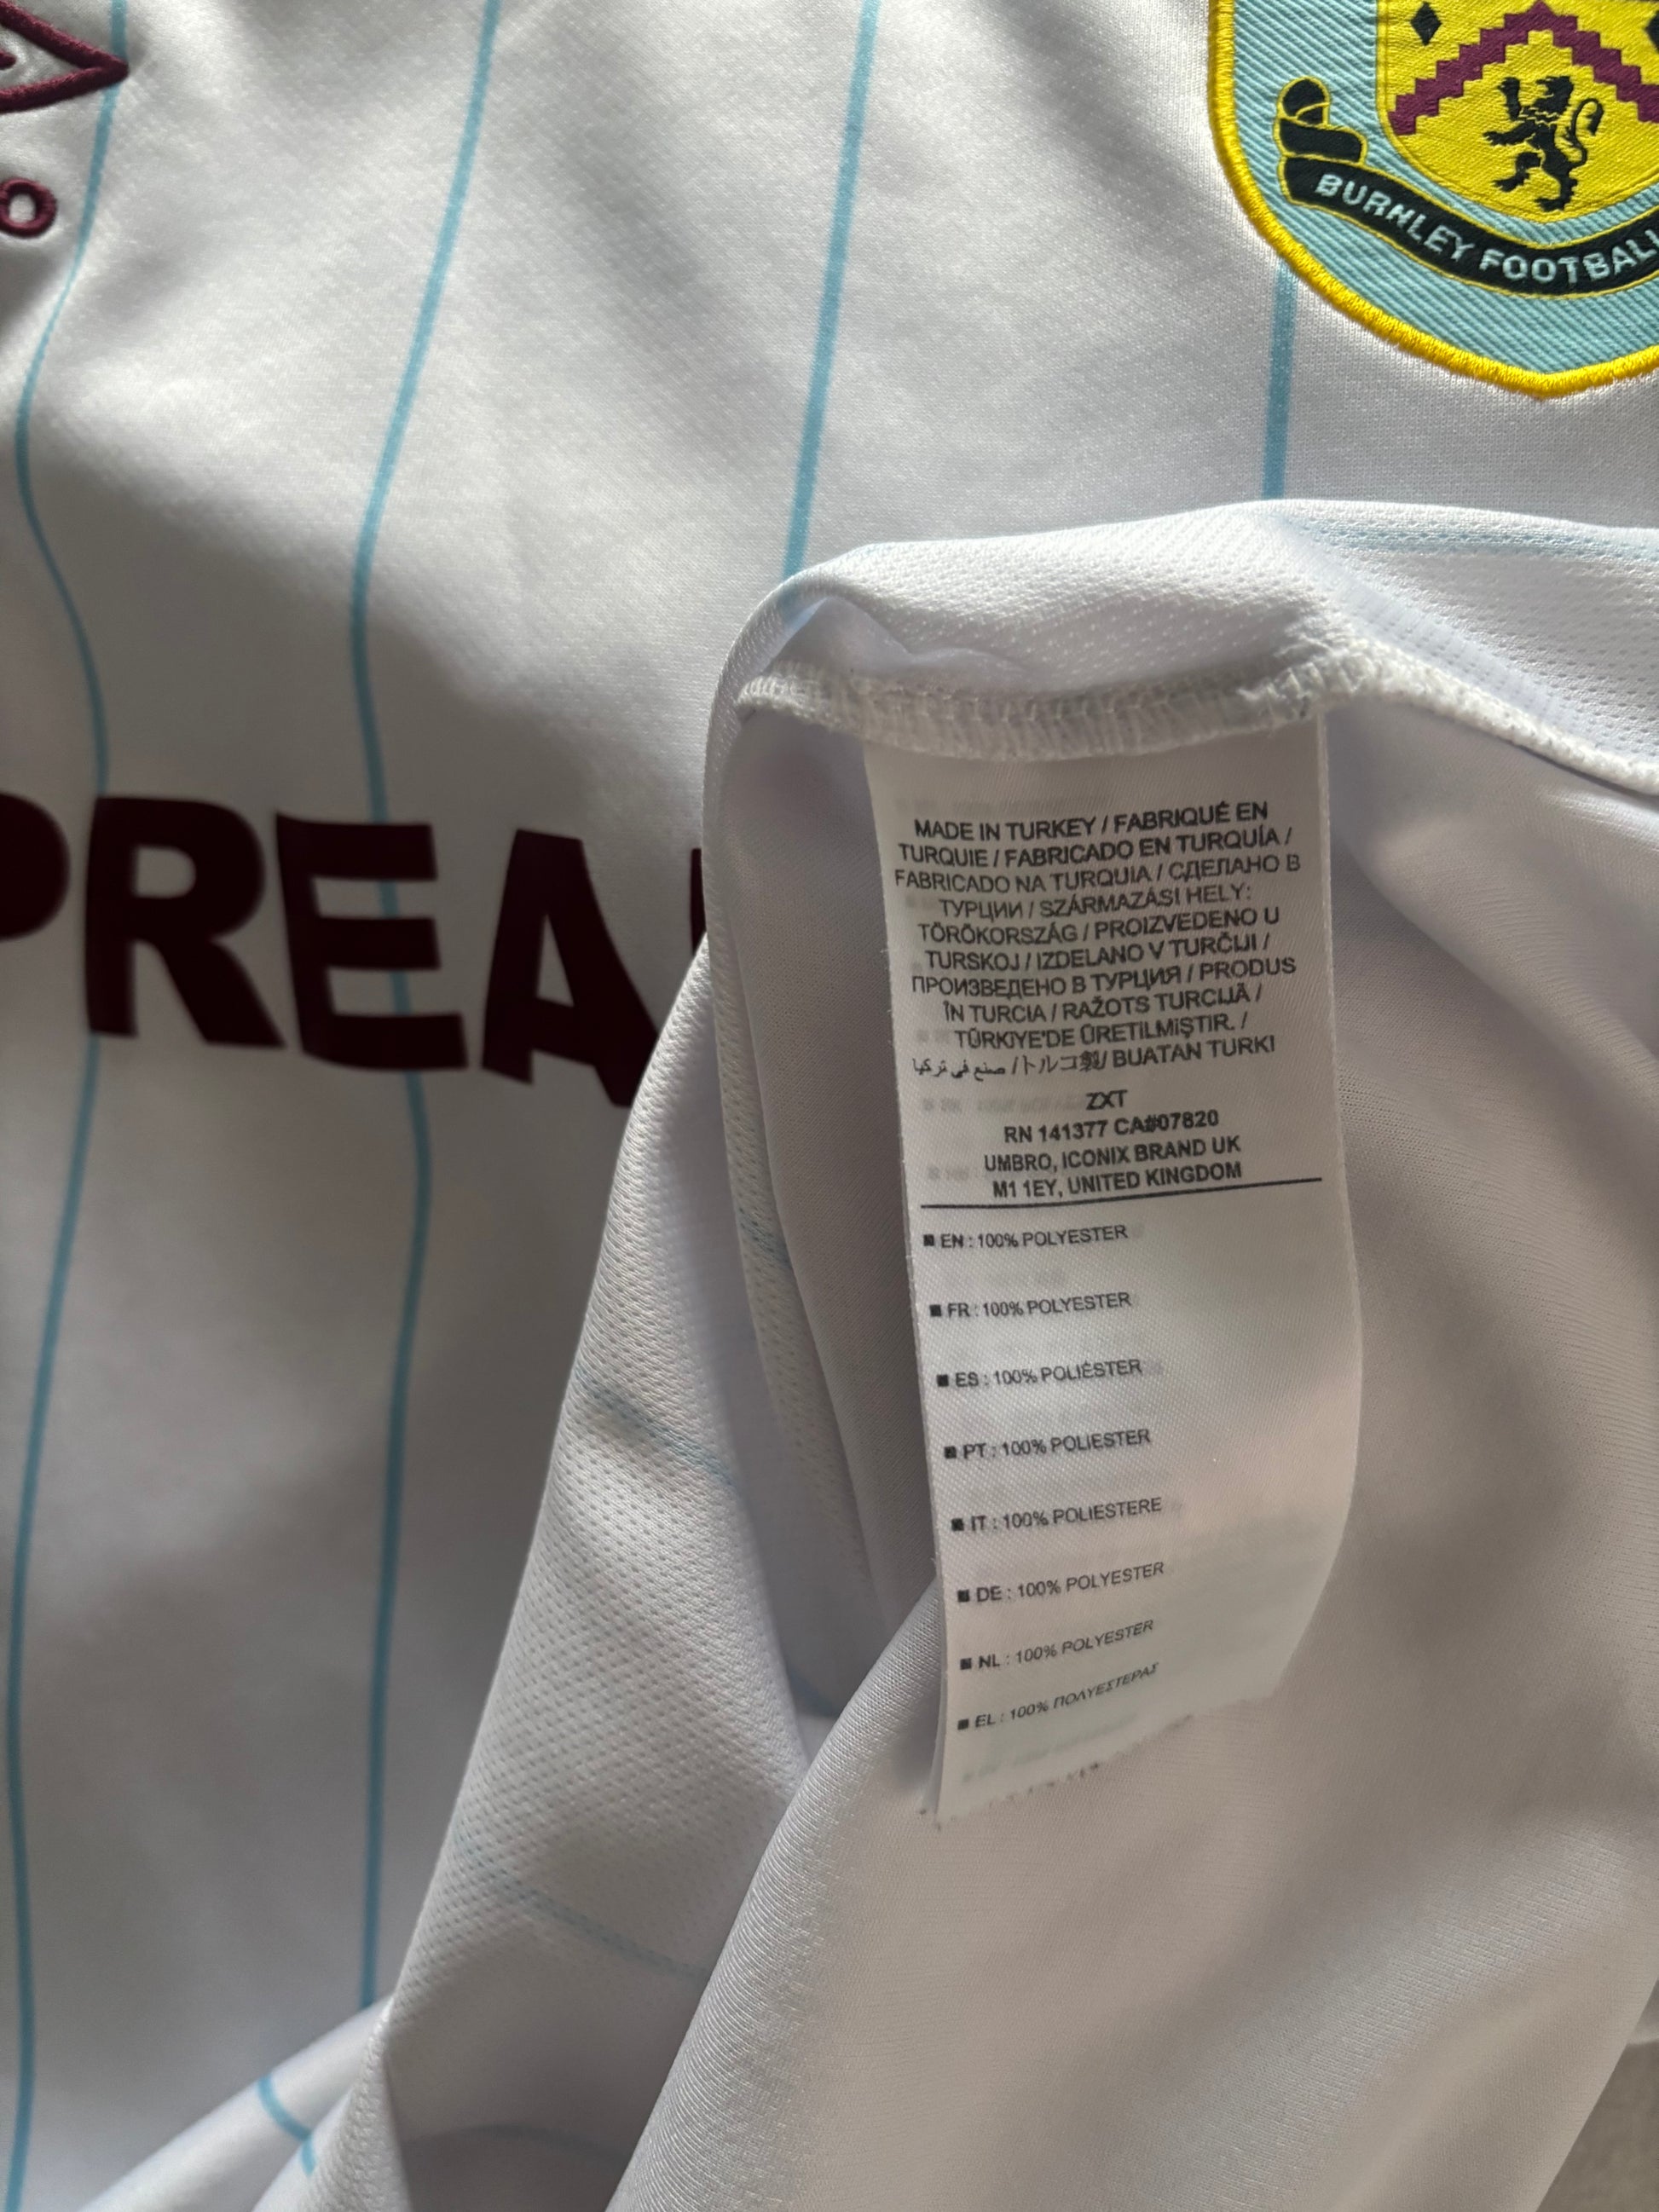 O
BURNLEY FOOTBALL
PREA
MADE IN TURKEY / FABRIQUÉ EN
TURQUIE / FABRICADO EN TURQUÍA /
FABRICADO NA TURQUIA / СДЕЛАНО В
ТУРЦИИ / SZÁRMAZÁSI HELY:
TÖRÖKORSZÁG / PROIZVEDENO U
TURSKOJ / IZDELANO V TURČIJI /
ПРОИЗВЕДЕНО В ТУРЦИЯ / PRODUS
ÎN TURCIA / RAŽOTS TURCIJĀ /
TÜRKIYE'DE ÜRETİLMİŞTIR. /
صنع في تركيا /トルコ製/ BUATAN TURKI
ZXT
RN 141377 CA#07820
UMBRO, ICONIX BRAND UK
M1 1EY, UNITED KINGDOM
EN : 100% POLYESTER
FR : 100% POLYESTER
ES : 100% POLIÉSTER
PT : 100% POLIESTER
IT : 100% POLIESTERE
DE : 100% POLYESTER
NL : 100% POLYESTER
EL : 100% ΠΟΛΥΕΣΤΕΡΑΣ